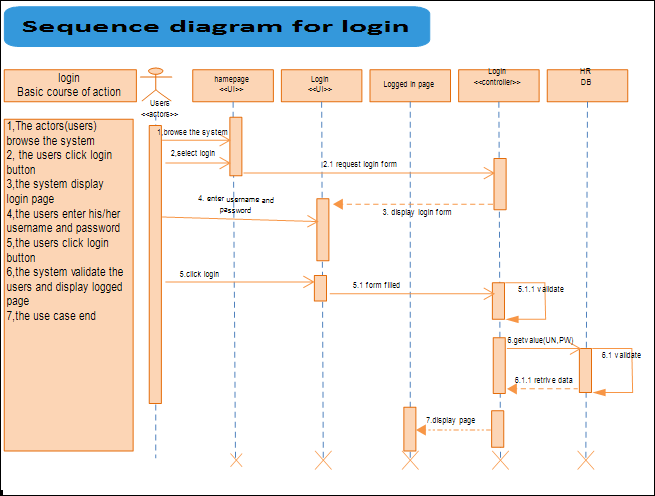 Sequence diagram for login
login
Basic course of action
Users
<<actors>>
homepage
<<UI>>
Login
<<UI>>
Logged in page
Login
<<controller>>
HR
DB
1,The actors(users)
browse the system
2, the users click login
button
3,the system display
login page
4,the users enter his/her
username and password
5,the users click login
button
6,the system validate the
users and display logged
page
7,the use case end
1,browse the system
2,select login
2.1 request login form
3. display login form
4. enter username and
password
5.click login
5.1 form filled
5.1.1 validate
6.getvalue(UN,PW)
6.1 validate
6.1.1 retrive data
7.display page